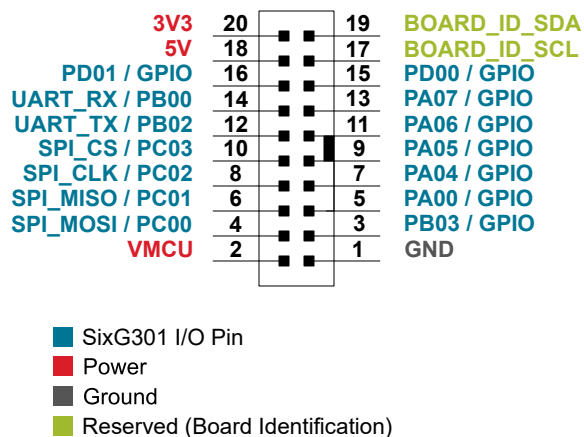 3V3 20 19 BOARD_ID_SDA
5V 18 17 BOARD_ID_SCL
PD01 / GPIO 16 15 PD00 / GPIO
UART_RX / PB00 14 13 PA07 / GPIO
UART_TX / PB02 12 11 PA06 / GPIO
SPI_CS / PC03 10 9 PA05 / GPIO
SPI_CLK / PC02 8 7 PA04 / GPIO
SPI_MISO / PC01 6 5 PA00 / GPIO
SPI_MOSI / PC00 4 3 PB03 / GPIO
VMCU 2 1 GND
SixG301 I/O Pin
Power
Ground
Reserved (Board Identification)